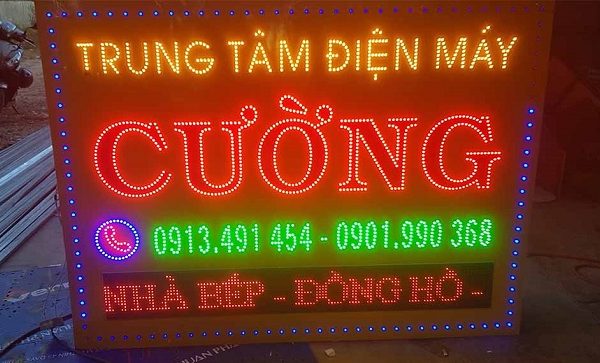 TRUNG TÂM ĐIỆN MÁY
CƯỜNG
0913.491 454 - 0901.990 368
NHÀ BẾP - ĐỒNG HỒ -